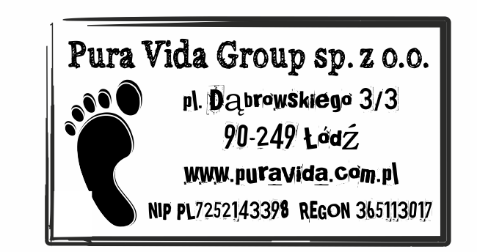 Pura Vida Group sp. z o.o.
pl. Dąbrowskiego 3/3
90-249 Łódź
www.puravida.com.pl
NIP PL7252143398 REGON 365113017